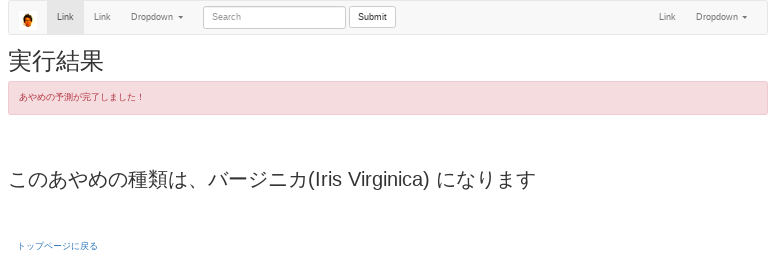 Link Link Dropdown Search Submit Link Dropdown
実行結果
あやめの予測が完了しました！
このあやめの種類は、バージニカ(Iris Virginica) になります
トップページに戻る